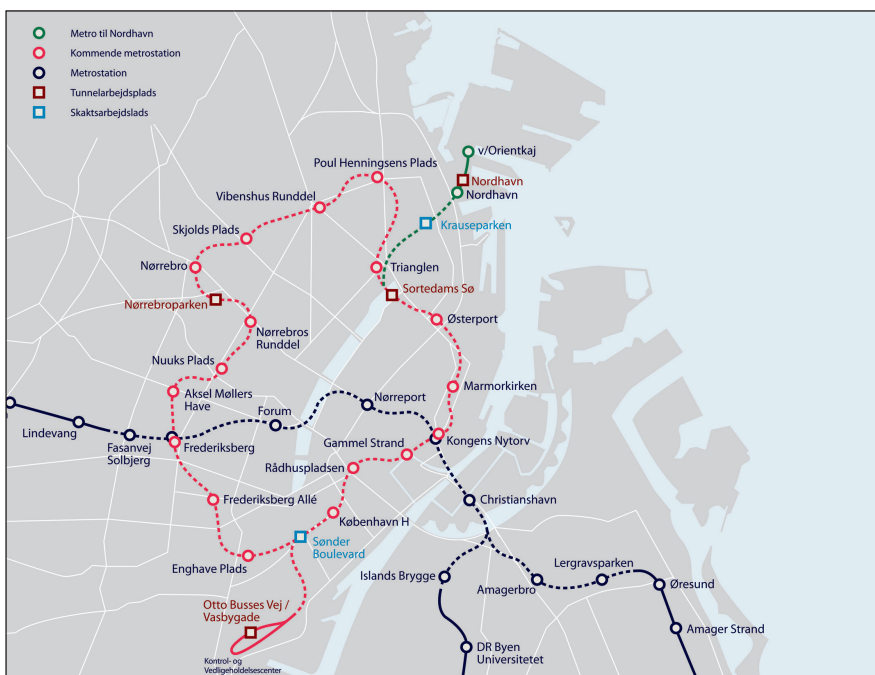 Metro til Nordhavn
Kommende metrostation
Metrostation
Tunnelarbejdsplads
Skaktsarbejdslads
v/Orientkaj
Poul Henningsens Plads
Nordhavn
Nordhavn
Vibenshus Runddel
Krauseparken
Skjolds Plads
Nørrebro
Trianglen
Sortedams Sø
Nørrebroparken
Østerport
Nørrebros
Runddel
Nuuks Plads
Marmorkirken
Aksel Møllers
Have
Nørreport
Forum
Lindevang
Fasanvej
Solbjerg
Frederiksberg
Gammel Strand
Kongens Nytorv
Rådhuspladsen
Frederiksberg Allé
Christianshavn
København H
Sønder
Boulevard
Enghave Plads
Islands Brygge
Lergravsparken
Amagerbro
Øresund
Otto Busses Vej /
Vasbygade
Amager Strand
DR Byen
Universitetet
Kontrol- og
Vedligeholdelsescenter